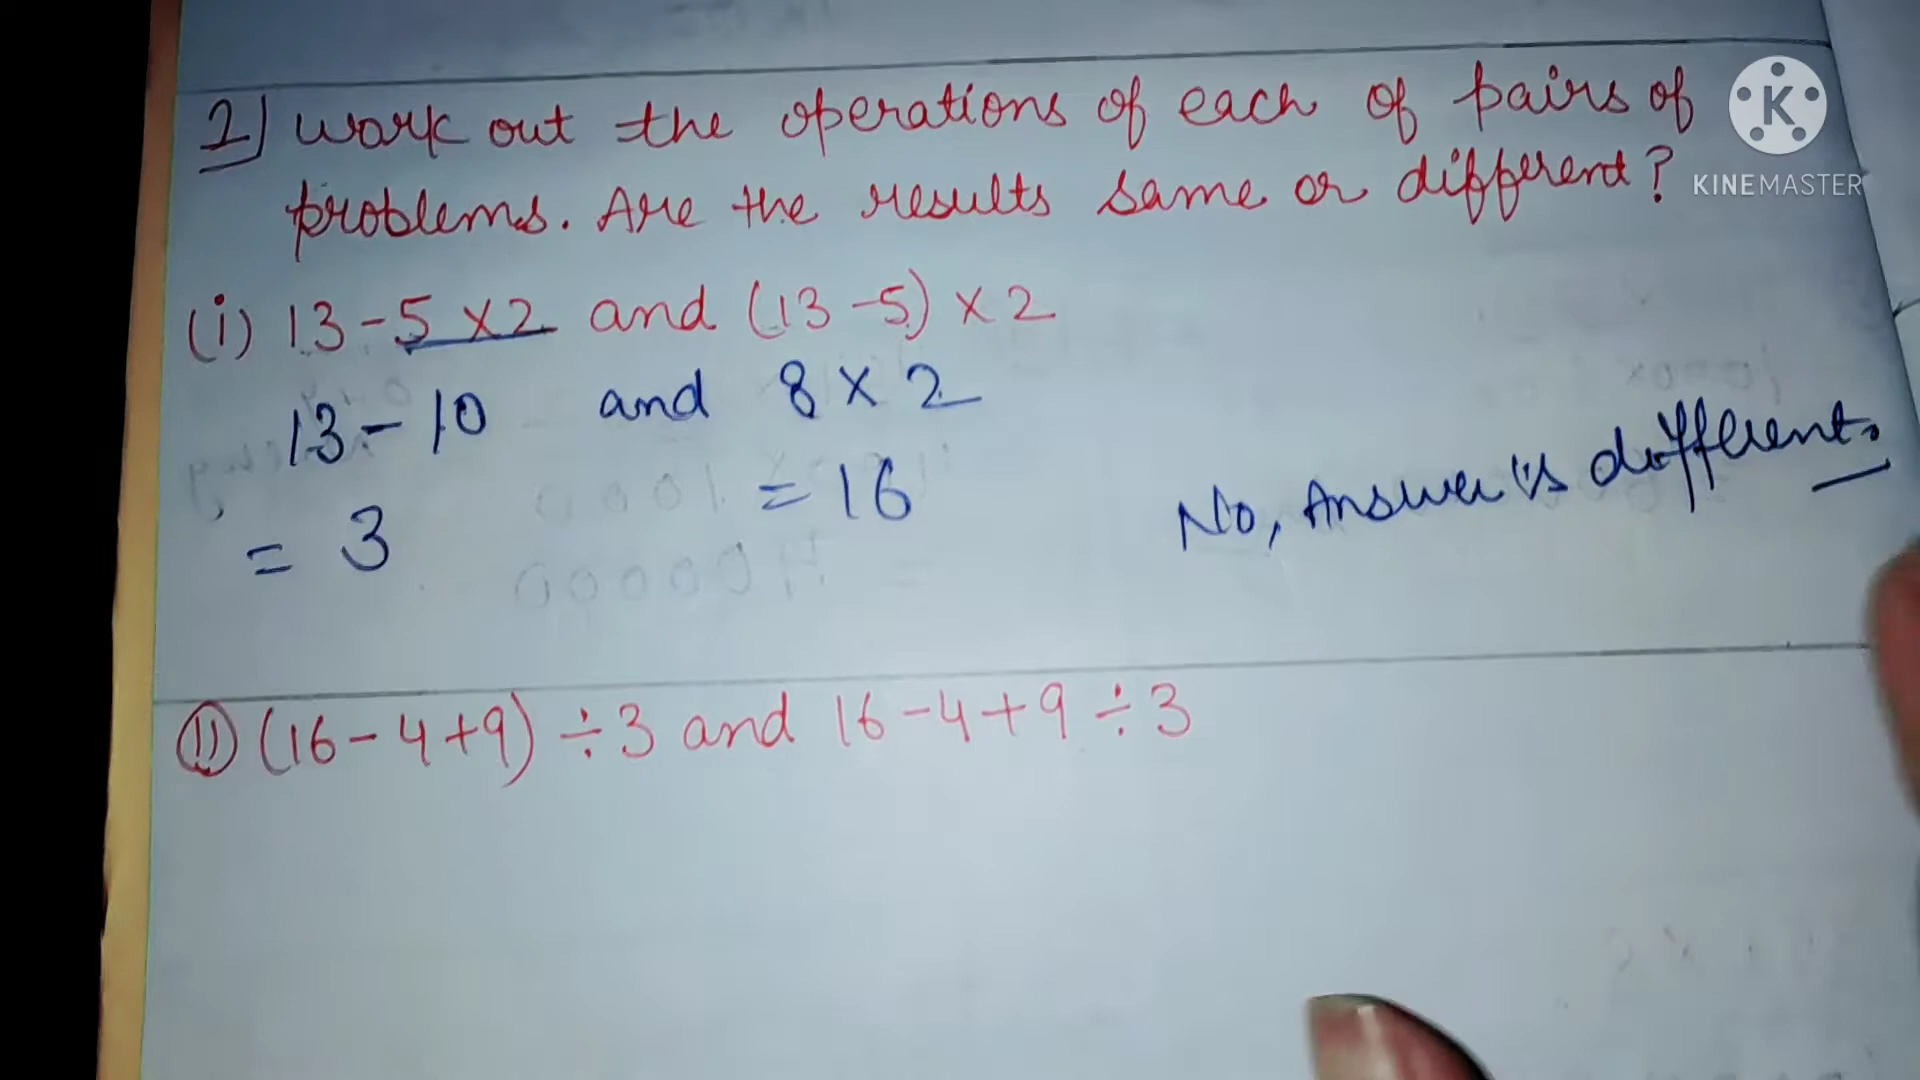 2) Work out the operations of each of pairs of
problems. Are the results same or different?
KINEMASTER
(i) 13 - 5 × 2 and (13 - 5) × 2
13 - 10 and 8 × 2
= 3 = 16
No, Answer is different.
(ii) (16 - 4 + 9) ÷ 3 and 16 - 4 + 9 ÷ 3